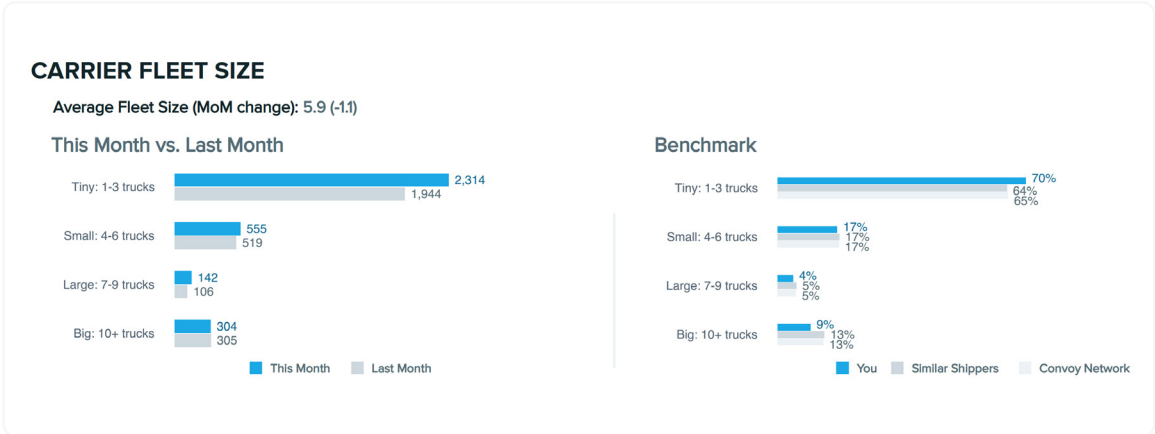 CARRIER FLEET SIZE
Average Fleet Size (MoM change): 5.9 (-1.1)
This Month vs. Last Month
Tiny: 1-3 trucks
2,314
1,944
Small: 4-6 trucks
555
519
Large: 7-9 trucks
142
106
Big: 10+ trucks
304
305
This Month
Last Month
Benchmark
Tiny: 1-3 trucks
70%
64%
65%
Small: 4-6 trucks
17%
17%
17%
Large: 7-9 trucks
4%
5%
5%
Big: 10+ trucks
9%
13%
13%
You
Similar Shippers
Convoy Network